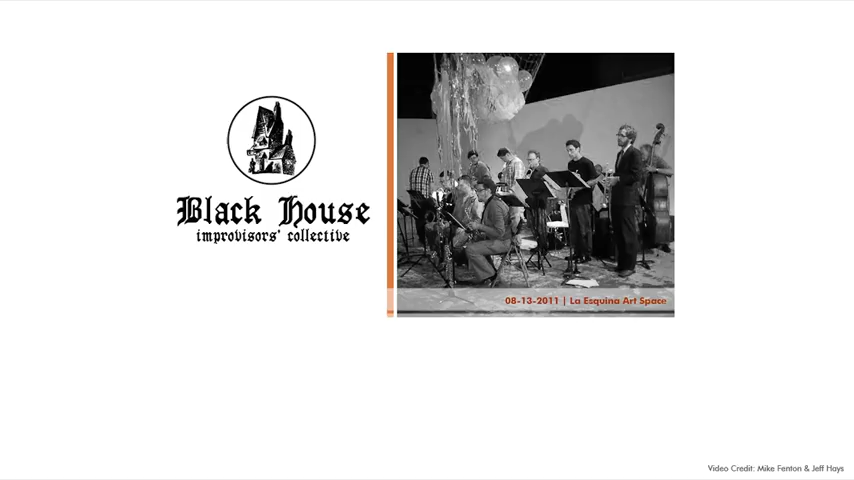 Black House
improvisors' collective
08-13-2011 | La Esquina Art Space
Video Credit: Mike Fenton & Jeff Hays